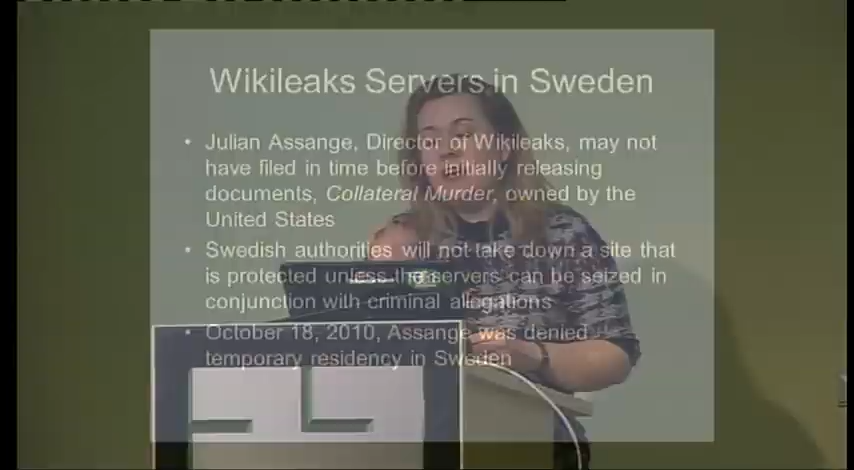 Wikileaks Servers in Sweden
• Julian Assange, Director of Wikileaks, may not
have filed in time before initially releasing
documents, Collateral Murder, owned by the
United States
• Swedish authorities will not take down a site that
is protected unless the servers can be seized in
conjunction with criminal allegations
• October 18, 2010, Assange was denied
temporary residency in Sweden